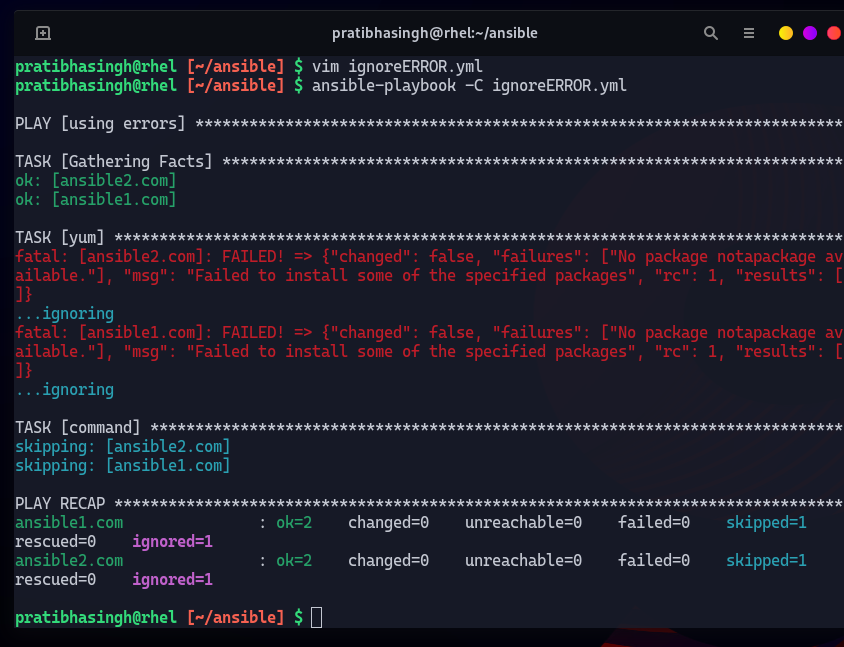 pratibhasingh@rhel:~/ansible
pratibhasingh@rhel [~/ansible] $ vim ignoreERROR.yml
pratibhasingh@rhel [~/ansible] $ ansible-playbook -C ignoreERROR.yml
PLAY [using errors] ************************************************************************
TASK [Gathering Facts] *********************************************************************
ok: [ansible2.com]
ok: [ansible1.com]
TASK [yum] *********************************************************************************
fatal: [ansible2.com]: FAILED! => {"changed": false, "failures": ["No package notapackage av
ailable."], "msg": "Failed to install some of the specified packages", "rc": 1, "results": [
]}
...ignoring
fatal: [ansible1.com]: FAILED! => {"changed": false, "failures": ["No package notapackage av
ailable."], "msg": "Failed to install some of the specified packages", "rc": 1, "results": [
]}
...ignoring
TASK [command] *****************************************************************************
skipping: [ansible2.com]
skipping: [ansible1.com]
PLAY RECAP *********************************************************************************
ansible1.com               : ok=2    changed=0    unreachable=0    failed=0    skipped=1
rescued=0    ignored=1
ansible2.com               : ok=2    changed=0    unreachable=0    failed=0    skipped=1
rescued=0    ignored=1
pratibhasingh@rhel [~/ansible] $